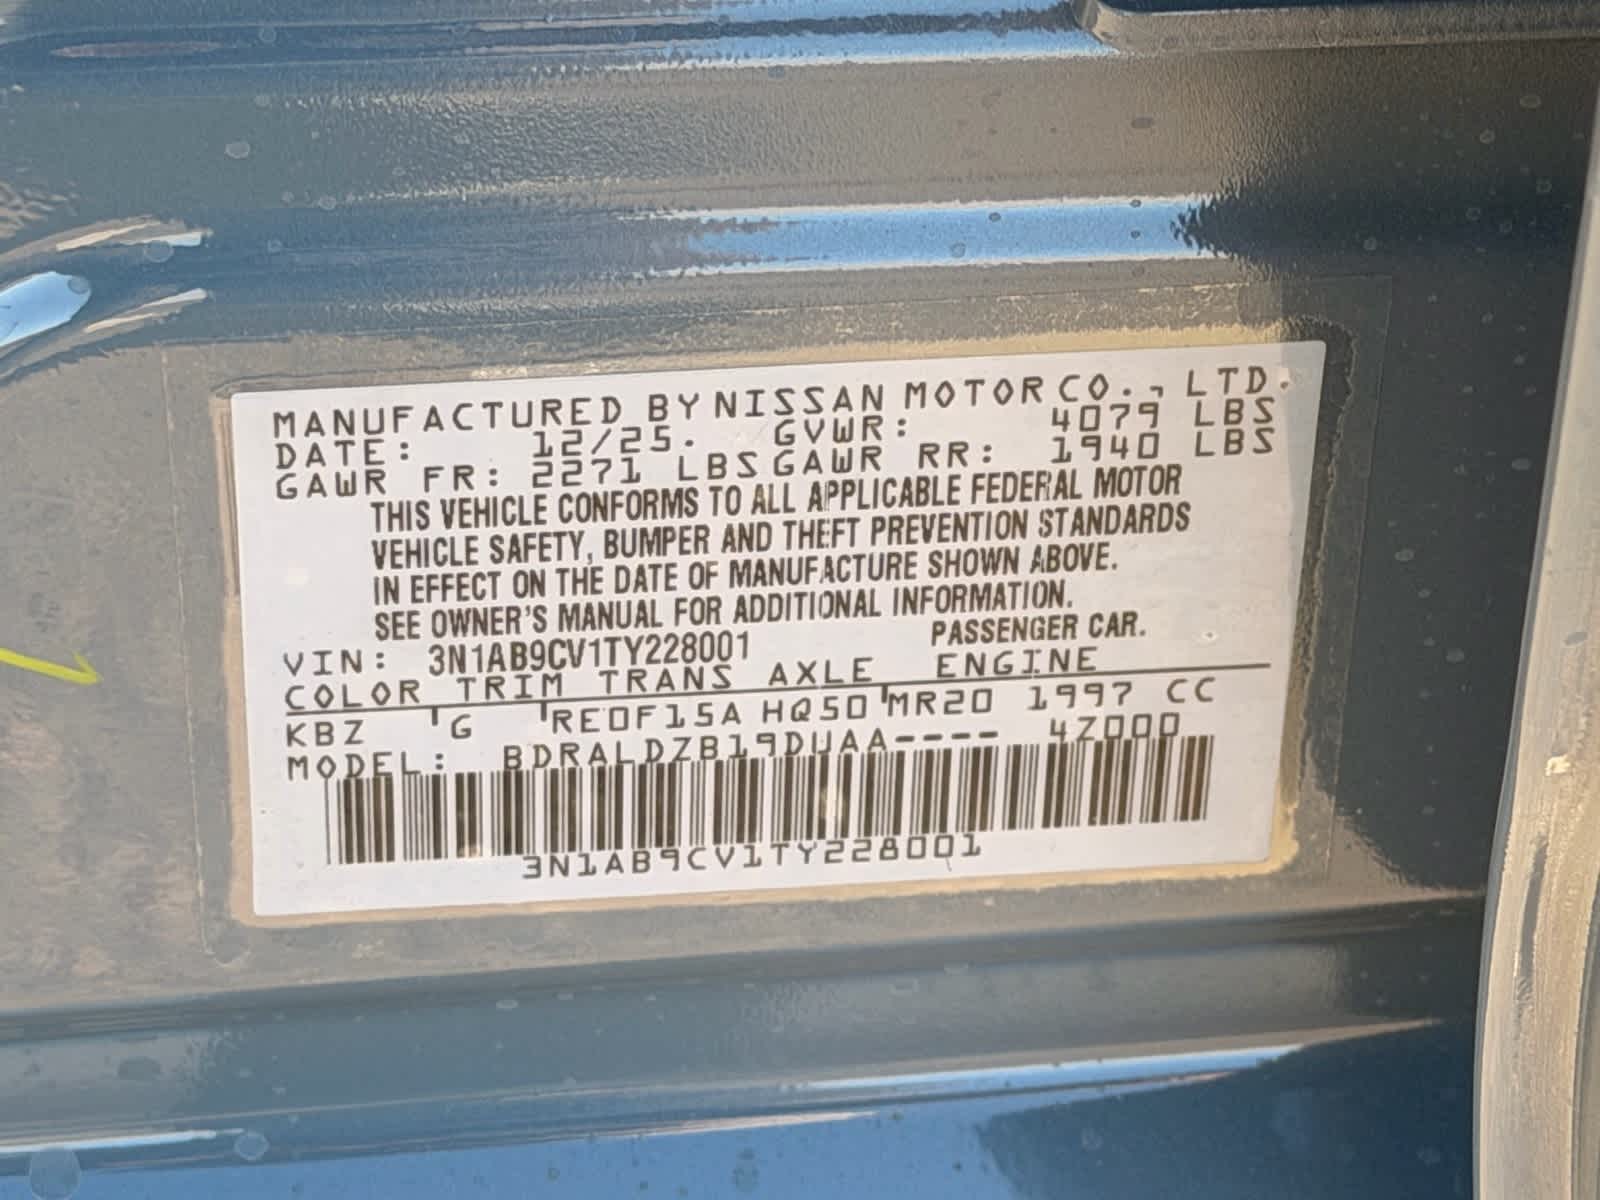 MANUFACTURED BY NISSAN MOTOR CO., LTD.
DATE: 12/25. GVWR: 4079 LBS
GAWR FR: 2271 LBS GAWR RR: 1940 LBS
THIS VEHICLE CONFORMS TO ALL APPLICABLE FEDERAL MOTOR
VEHICLE SAFETY, BUMPER AND THEFT PREVENTION STANDARDS
IN EFFECT ON THE DATE OF MANUFACTURE SHOWN ABOVE.
SEE OWNER'S MANUAL FOR ADDITIONAL INFORMATION.
PASSENGER CAR.
VIN: 3N1AB9CV1TY228001
COLOR TRIM TRANS AXLE ENGINE
KBZ G RE0F15A HQ50 MR20 1997 CC
MODEL: BDRALDZB19DUAA---- 4Z000
3N1AB9CV1TY228001